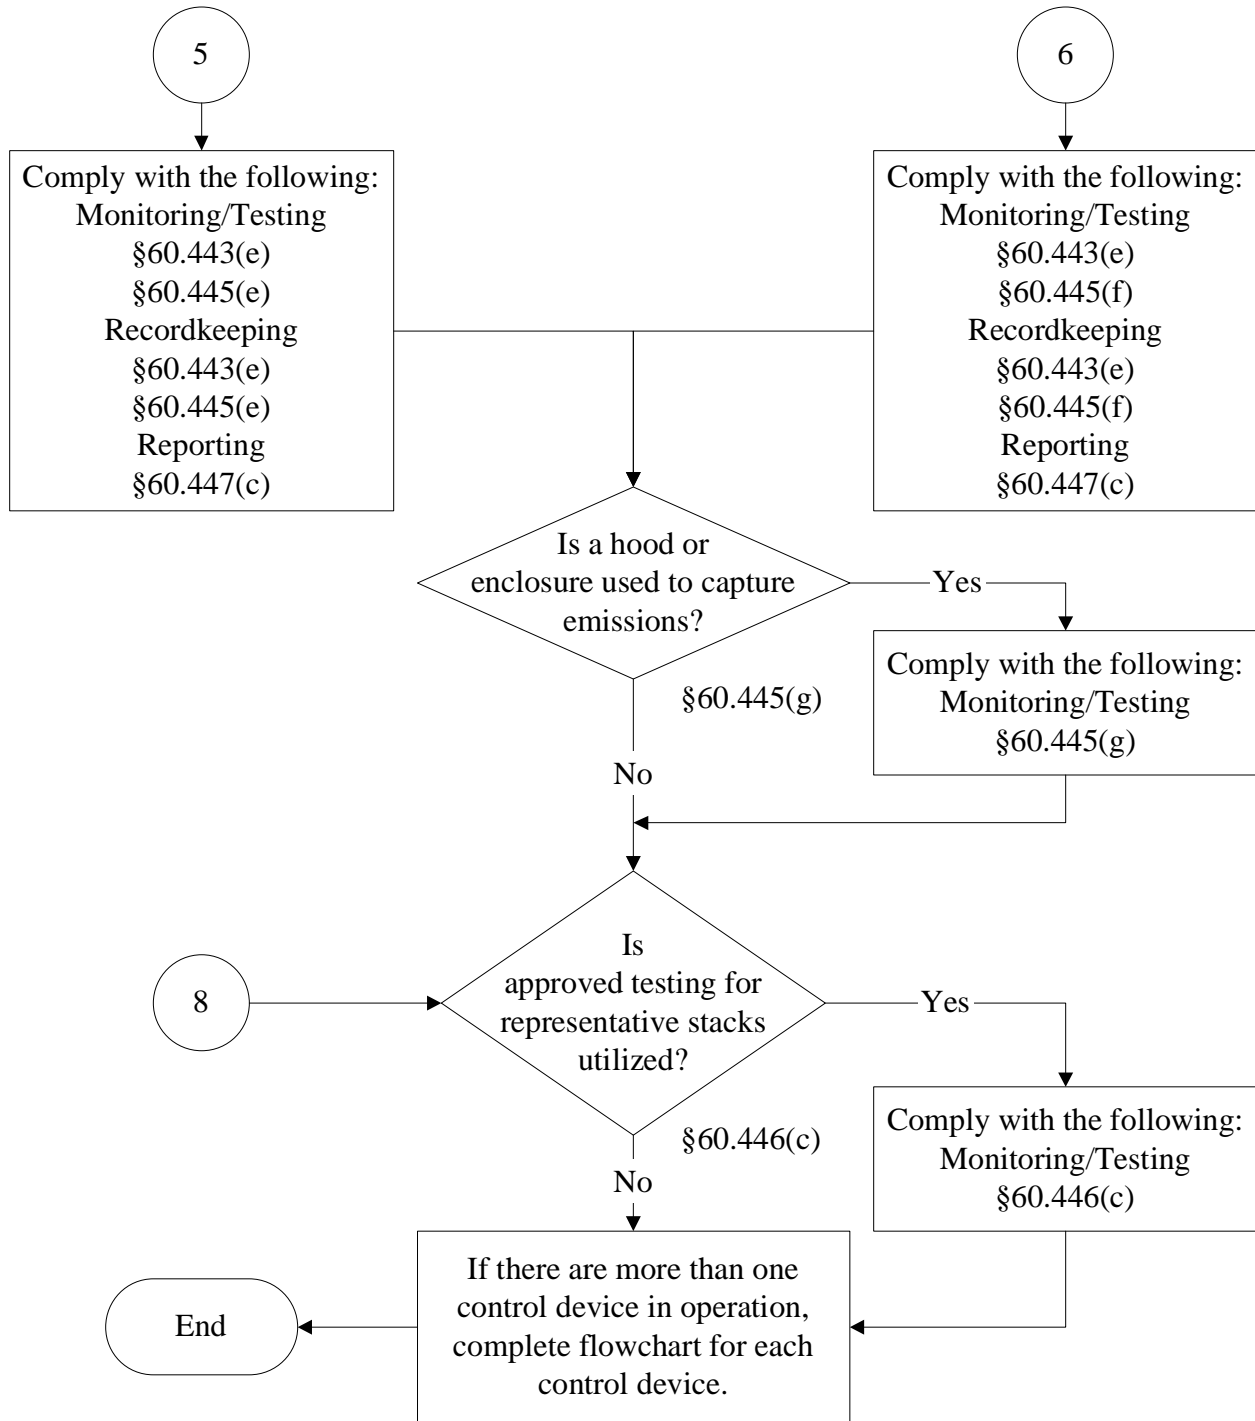 5
6
Comply with the following:
Monitoring/Testing
§60.443(e)
§60.445(e)
Recordkeeping
§60.443(e)
§60.445(e)
Reporting
§60.447(c)
Comply with the following:
Monitoring/Testing
§60.443(e)
§60.445(f)
Recordkeeping
§60.443(e)
§60.445(f)
Reporting
§60.447(c)
Is a hood or
enclosure used to capture
emissions?
Yes
§60.445(g)
Comply with the following:
Monitoring/Testing
§60.445(g)
No
8
Is
approved testing for
representative stacks
utilized?
Yes
§60.446(c)
Comply with the following:
Monitoring/Testing
§60.446(c)
No
If there are more than one
control device in operation,
complete flowchart for each
control device.
End